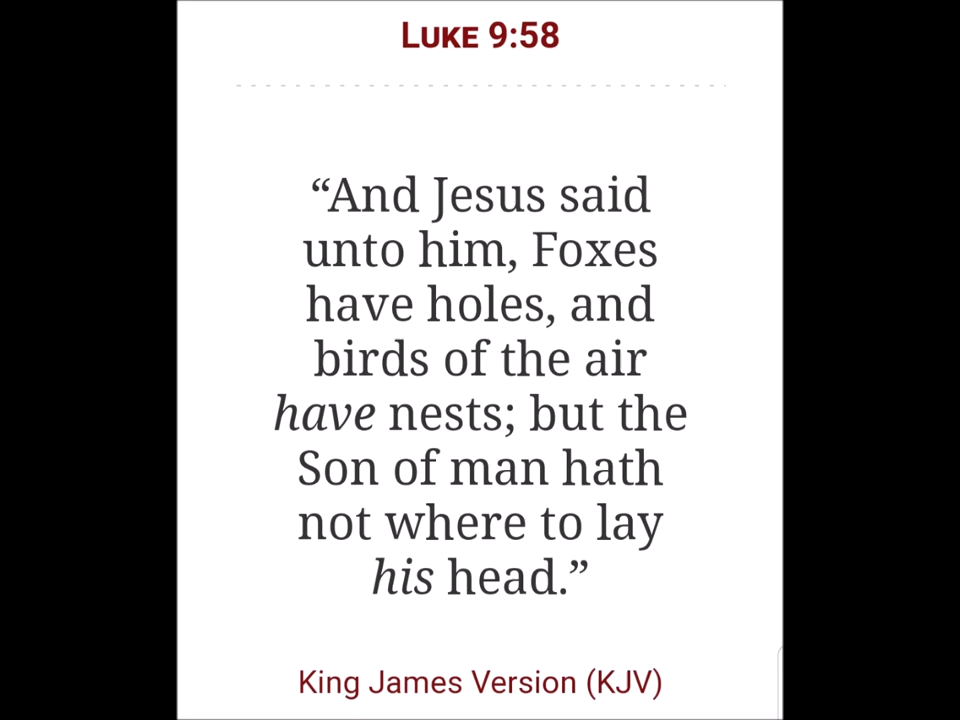 LUKE 9:58
“And Jesus said
unto him, Foxes
have holes, and
birds of the air
have nests; but the
Son of man hath
not where to lay
his head.”
King James Version (KJV)